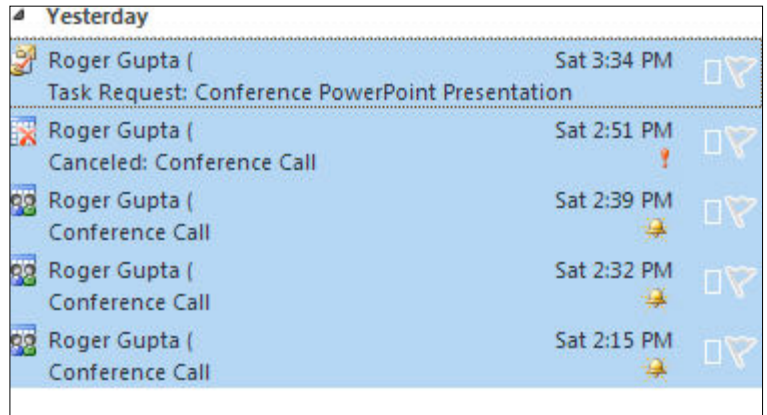 Yesterday
Roger Gupta ( Sat 3:34 PM
Task Request: Conference PowerPoint Presentation
Roger Gupta ( Sat 2:51 PM
Canceled: Conference Call
Roger Gupta ( Sat 2:39 PM
Conference Call
Roger Gupta ( Sat 2:32 PM
Conference Call
Roger Gupta ( Sat 2:15 PM
Conference Call